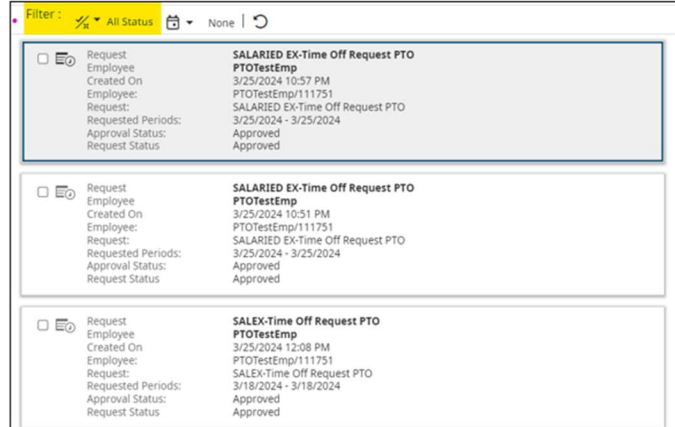 Filter : All Status None
Request SALARIED EX-Time Off Request PTO
Employee PTOTestEmp
Created On 3/25/2024 10:57 PM
Employee: PTOTestEmp/111751
Request: SALARIED EX-Time Off Request PTO
Requested Periods: 3/25/2024 - 3/25/2024
Approval Status: Approved
Request Status Approved
Request SALARIED EX-Time Off Request PTO
Employee PTOTestEmp
Created On 3/25/2024 10:51 PM
Employee: PTOTestEmp/111751
Request: SALARIED EX-Time Off Request PTO
Requested Periods: 3/25/2024 - 3/25/2024
Approval Status: Approved
Request Status Approved
Request SALEX-Time Off Request PTO
Employee PTOTestEmp
Created On 3/25/2024 12:08 PM
Employee: PTOTestEmp/111751
Request: SALEX-Time Off Request PTO
Requested Periods: 3/18/2024 - 3/18/2024
Approval Status: Approved
Request Status Approved